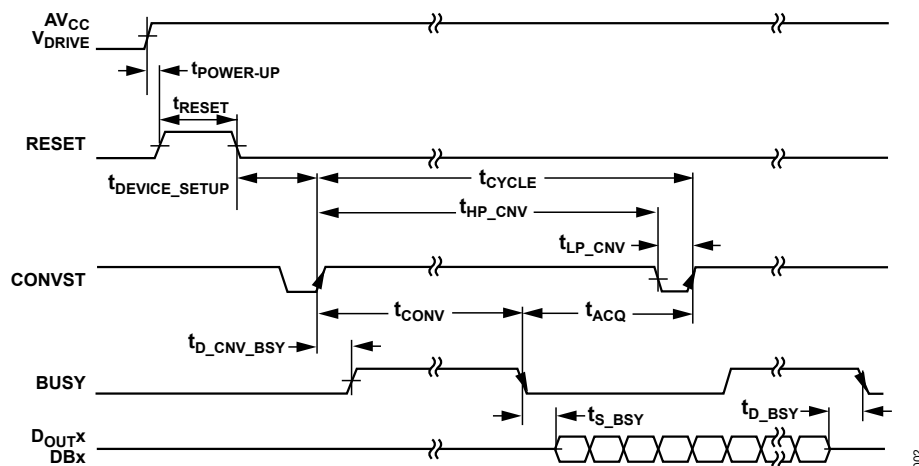 AVCC
VDRIVE
tPOWER-UP
tRESET
RESET
tDEVICE_SETUP
tCYCLE
tHP_CNV
tLP_CNV
CONVST
tCONV
tACQ
tD_CNV_BSY
BUSY
tS_BSY
tD_BSY
DOUTx
DBx